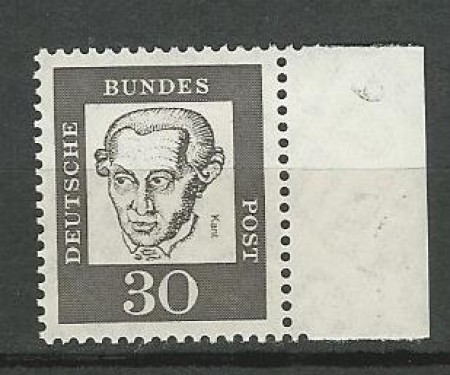 DEUTSCHE
BUNDES
POST
Kant
30